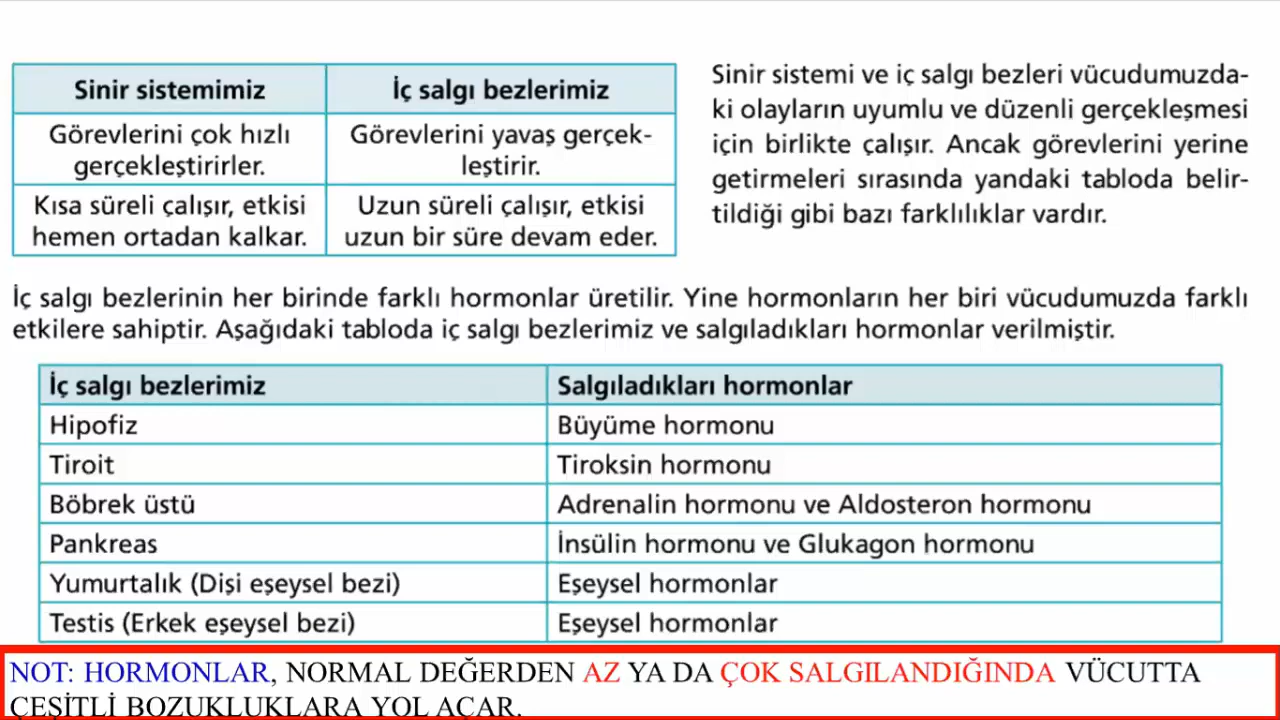 Sinir sistemimiz
İç salgı bezlerimiz
Görevlerini çok hızlı
gerçekleştirirler.
Görevlerini yavaş gerçek-
leştirir.
Kısa süreli çalışır, etkisi
hemen ortadan kalkar.
Uzun süreli çalışır, etkisi
uzun bir süre devam eder.
Sinir sistemi ve iç salgı bezleri vücudumuzda-
ki olayların uyumlu ve düzenli gerçekleşmesi
için birlikte çalışır. Ancak görevlerini yerine
getirmeleri sırasında yandaki tabloda belir-
tildiği gibi bazı farklılıklar vardır.
İç salgı bezlerinin her birinde farklı hormonlar üretilir. Yine hormonların her biri vücudumuzda farklı
etkilere sahiptir. Aşağıdaki tabloda iç salgı bezlerimiz ve salgıladıkları hormonlar verilmiştir.
İç salgı bezlerimiz Salgıladıkları hormonlar
Hipofiz Büyüme hormonu
Tiroit Tiroksin hormonu
Böbrek üstü Adrenalin hormonu ve Aldosteron hormonu
Pankreas İnsülin hormonu ve Glukagon hormonu
Yumurtalık (Dişi eşeysel bezi) Eşeysel hormonlar
Testis (Erkek eşeysel bezi) Eşeysel hormonlar
NOT: HORMONLAR, NORMAL DEĞERDEN AZ YA DA ÇOK SALGILANDIĞINDA VÜCUTTA
ÇEŞİTLİ BOZUKLUKLARA YOL AÇAR.